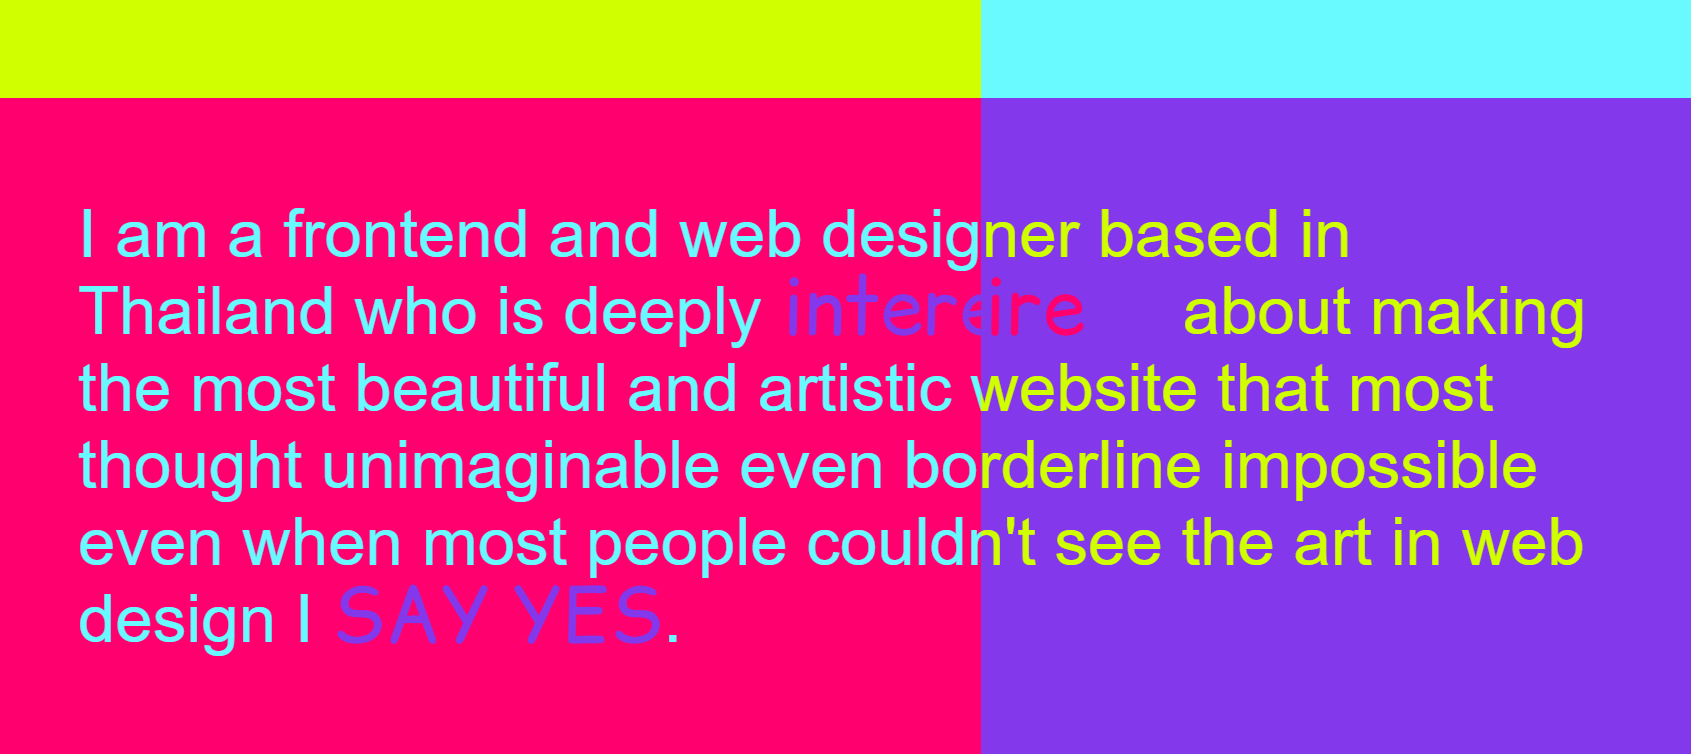 I am a frontend and web designer based in
Thailand who is deeply about making
the most beautiful and artistic website that most
thought unimaginable even borderline impossible
even when most people couldn't see the art in web
design I SAY YES.